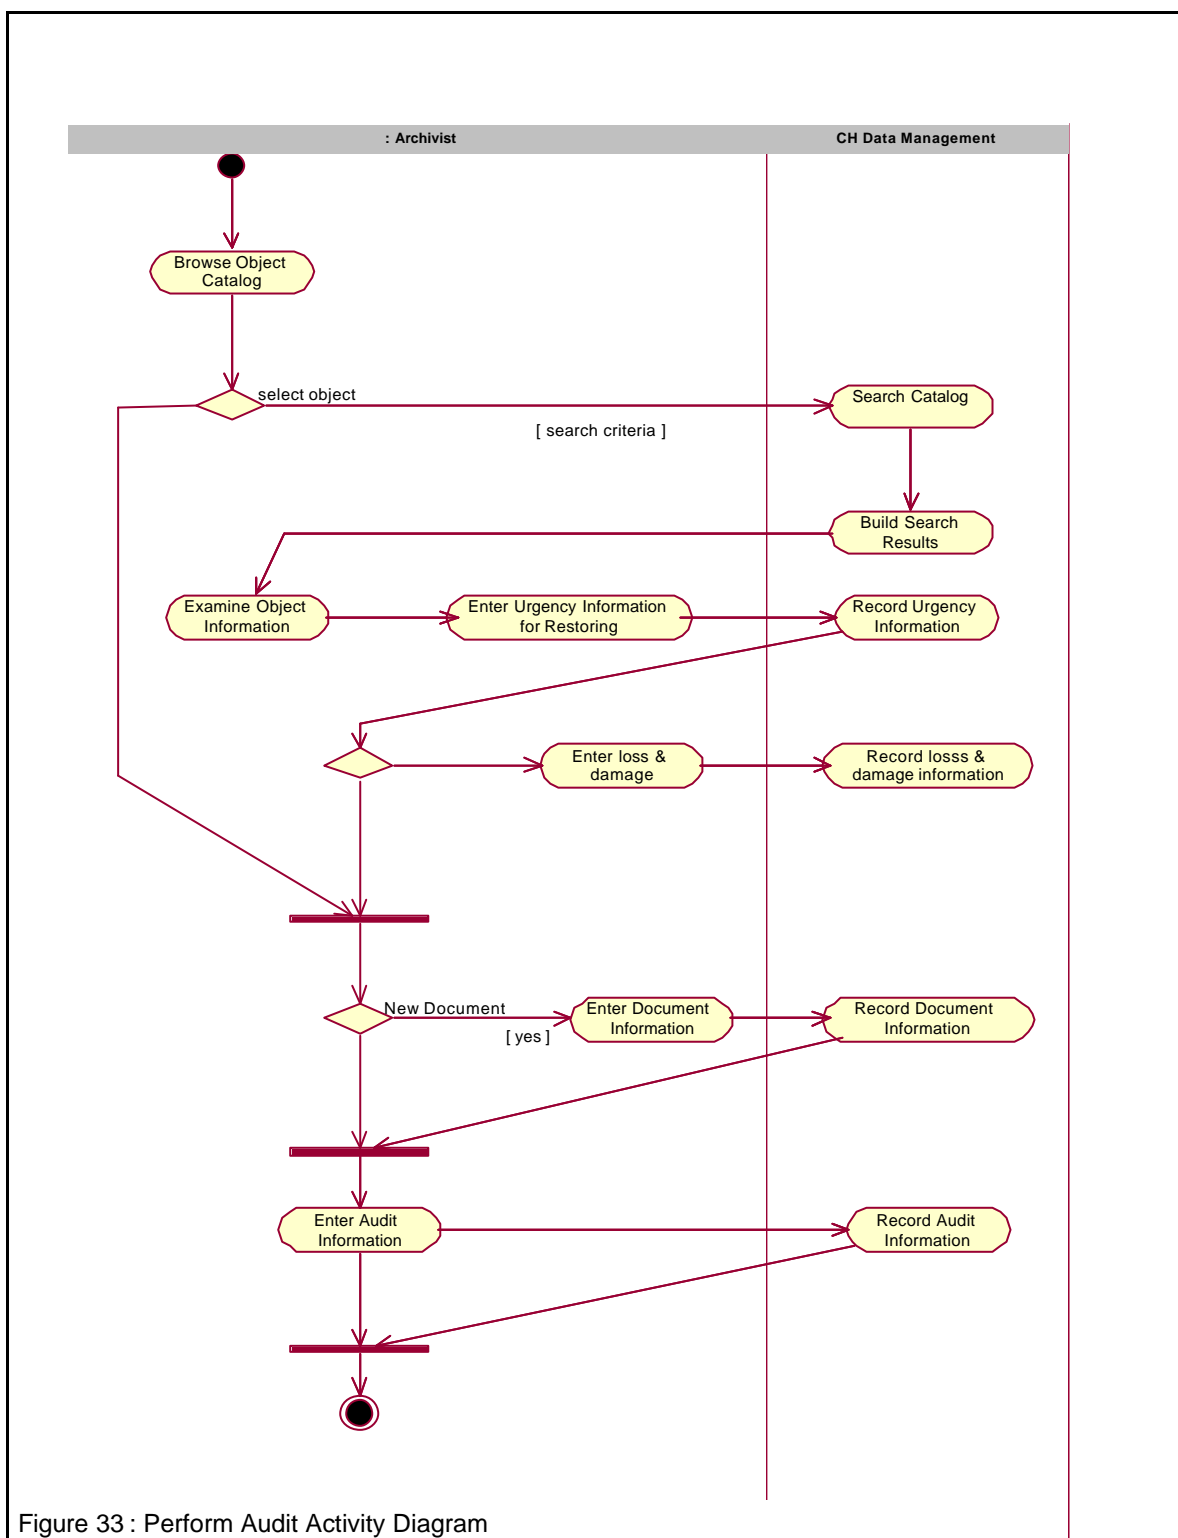 : Archivist
CH Data Management
Browse Object
Catalog
select object
[ search criteria ]
Search Catalog
Build Search
Results
Examine Object
Information
Enter Urgency Information
for Restoring
Record Urgency
Information
Enter loss &
damage
Record losss &
damage information
New Document
[ yes ]
Enter Document
Information
Record Document
Information
Enter Audit
Information
Record Audit
Information
Figure 33 : Perform Audit Activity Diagram